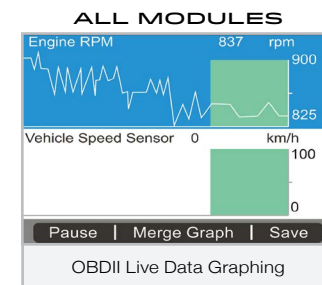 ALL MODULES
Engine RPM 837 rpm
900
825
Vehicle Speed Sensor 0 km/h
100
0
Pause | Merge Graph | Save
OBDII Live Data Graphing